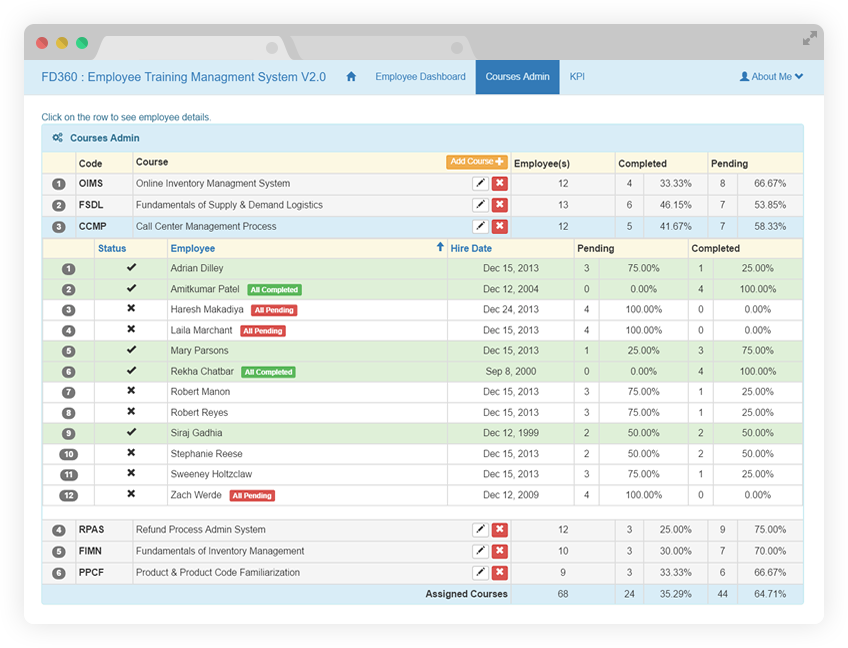 FD360 : Employee Training Managment System V2.0 Employee Dashboard Courses Admin KPI About Me
Click on the row to see employee details.
Courses Admin
Code Course Add Course Employee(s) Completed Pending
1 OIMS Online Inventory Managment System 12 4 33.33% 8 66.67%
2 FSDL Fundamentals of Supply & Demand Logistics 13 6 46.15% 7 53.85%
3 CCMP Call Center Management Process 12 5 41.67% 7 58.33%
Status Employee Hire Date Pending Completed
1 Adrian Dilley Dec 15, 2013 3 75.00% 1 25.00%
2 Amitkumar Patel All Completed Dec 12, 2004 0 0.00% 4 100.00%
3 Haresh Makadiya All Pending Dec 24, 2013 4 100.00% 0 0.00%
4 Laila Marchant All Pending Dec 15, 2013 4 100.00% 0 0.00%
5 Mary Parsons Dec 15, 2013 1 25.00% 3 75.00%
6 Rekha Chatbar All Completed Sep 8, 2000 0 0.00% 4 100.00%
7 Robert Manon Dec 15, 2013 3 75.00% 1 25.00%
8 Robert Reyes Dec 15, 2013 3 75.00% 1 25.00%
9 Siraj Gadhia Dec 12, 1999 2 50.00% 2 50.00%
10 Stephanie Reese Dec 15, 2013 2 50.00% 2 50.00%
11 Sweeney Holtzclaw Dec 15, 2013 3 75.00% 1 25.00%
12 Zach Werde All Pending Dec 12, 2009 4 100.00% 0 0.00%
4 RPAS Refund Process Admin System 12 3 25.00% 9 75.00%
5 FIMN Fundamentals of Inventory Management 10 3 30.00% 7 70.00%
6 PPCF Product & Product Code Familiarization 9 3 33.33% 6 66.67%
Assigned Courses 68 24 35.29% 44 64.71%